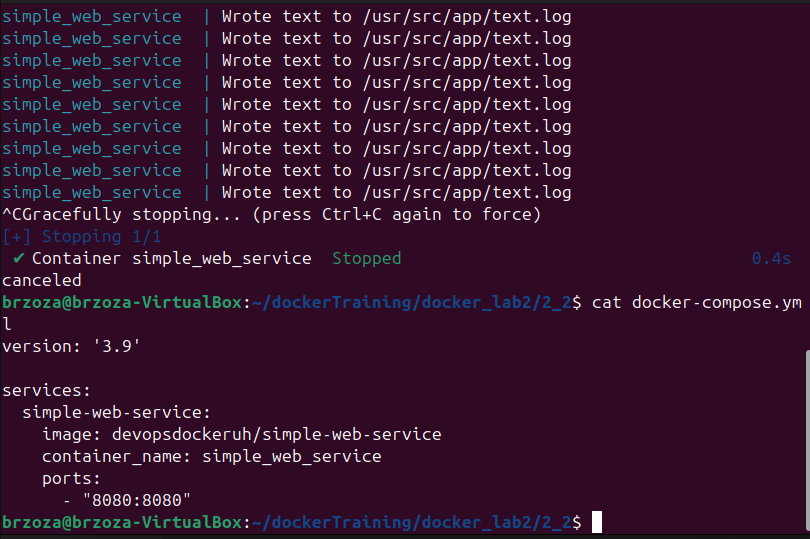 simple_web_service  | Wrote text to /usr/src/app/text.log
simple_web_service  | Wrote text to /usr/src/app/text.log
simple_web_service  | Wrote text to /usr/src/app/text.log
simple_web_service  | Wrote text to /usr/src/app/text.log
simple_web_service  | Wrote text to /usr/src/app/text.log
simple_web_service  | Wrote text to /usr/src/app/text.log
simple_web_service  | Wrote text to /usr/src/app/text.log
simple_web_service  | Wrote text to /usr/src/app/text.log
simple_web_service  | Wrote text to /usr/src/app/text.log
^CGracefully stopping... (press Ctrl+C again to force)
[+] Stopping 1/1
 ✔ Container simple_web_service  Stopped 0.4s
canceled
brzoza@brzoza-VirtualBox:~/dockerTraining/docker_lab2/2_2$ cat docker-compose.ym
l
version: '3.9'

services:
  simple-web-service:
    image: devopsdockeruh/simple-web-service
    container_name: simple_web_service
    ports:
      - "8080:8080"
brzoza@brzoza-VirtualBox:~/dockerTraining/docker_lab2/2_2$